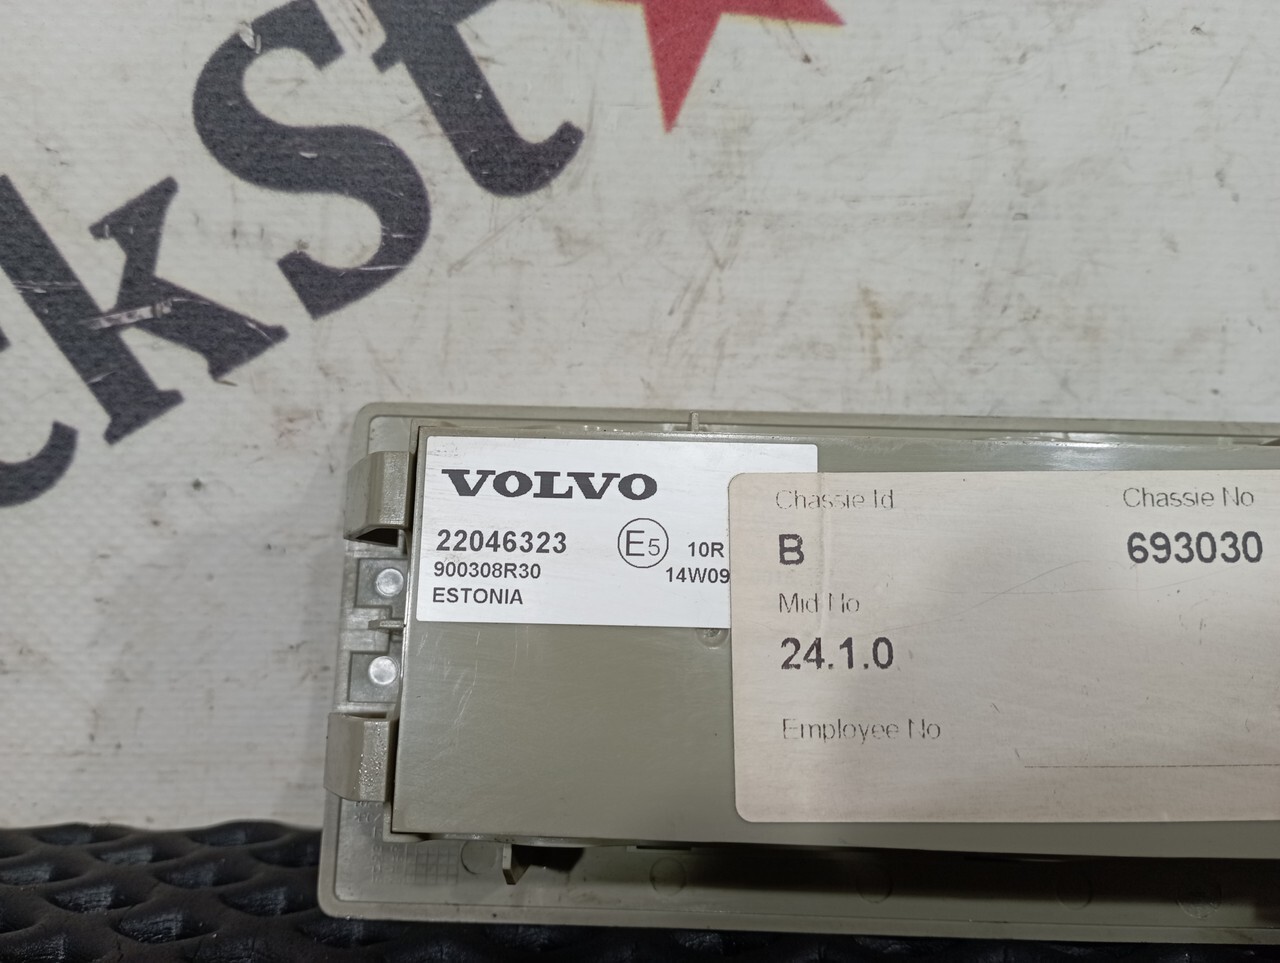 ckSt
VOLVO
22046323
E5
10R
900308R30
14W09
ESTONIA
Chassie Id
Chassie No
B
693030
Mid No
24.1.0
Employee No